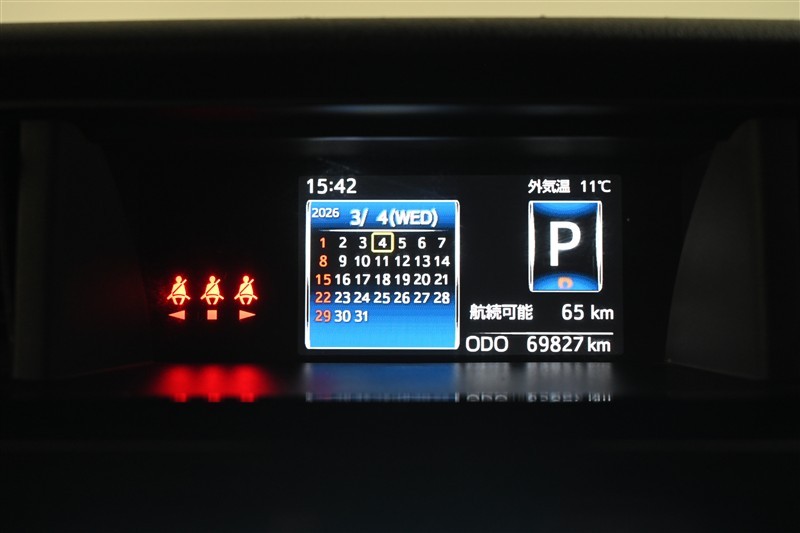 15:42
外気温 11℃
2026 3/ 4(WED)
1 2 3 4 5 6 7
8 9 10 11 12 13 14
15 16 17 18 19 20 21
22 23 24 25 26 27 28
29 30 31
P
D
航続可能 65 km
ODO 69827 km